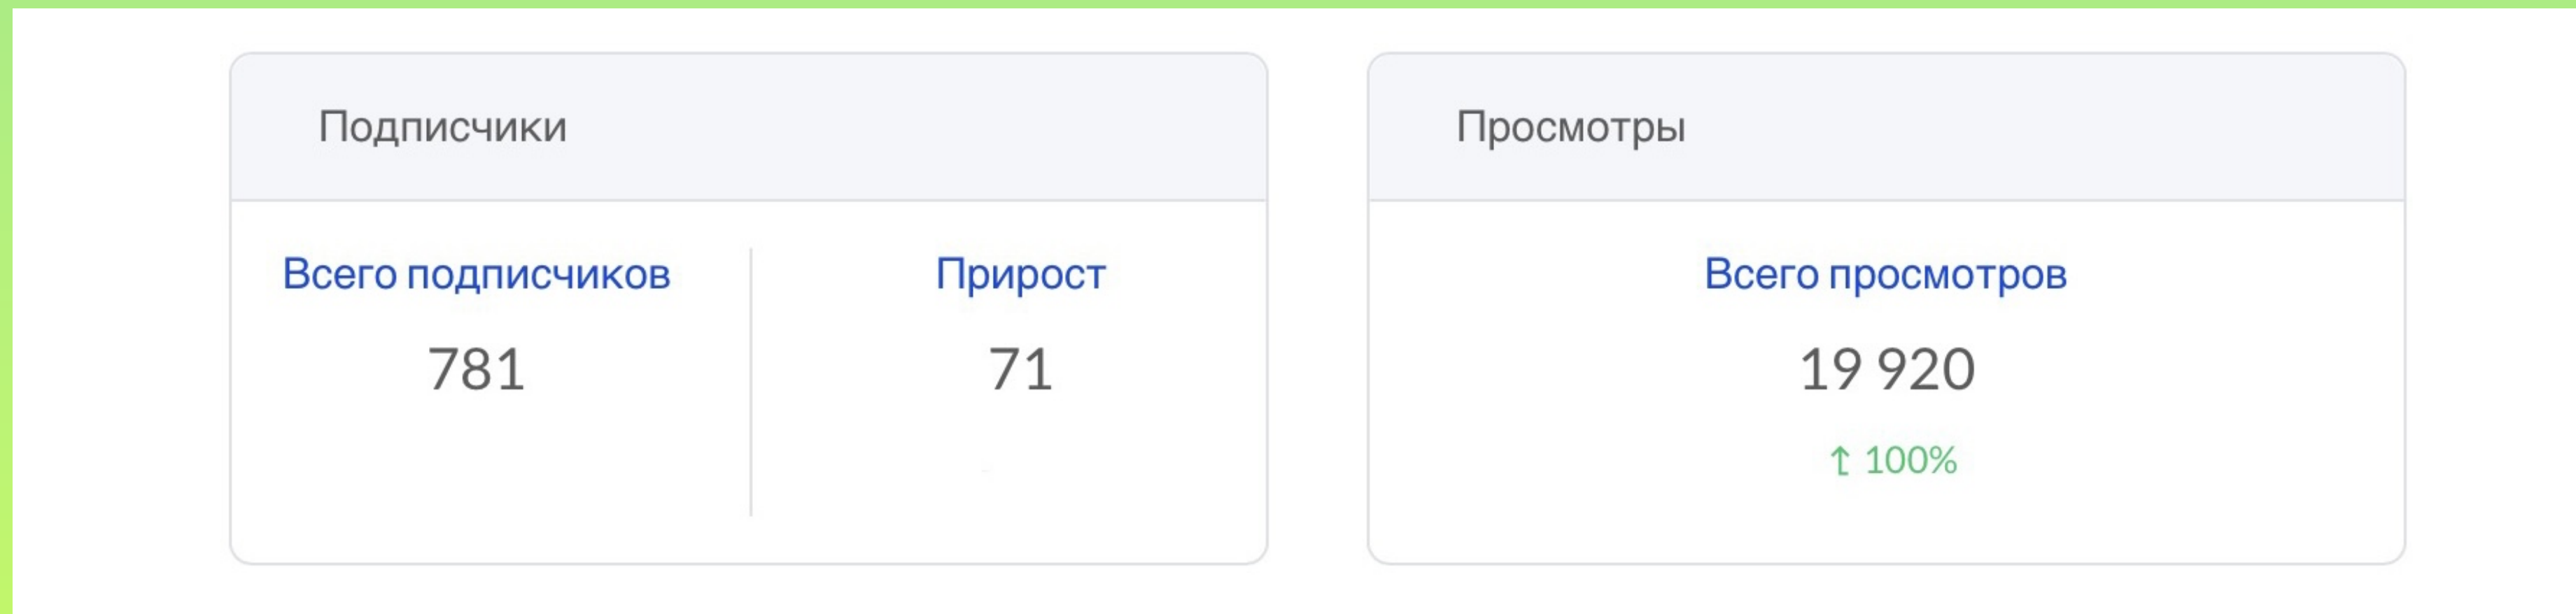 Подписчики
Всего подписчиков
781
Прирост
71
Просмотры
Всего просмотров
19 920
↑ 100%